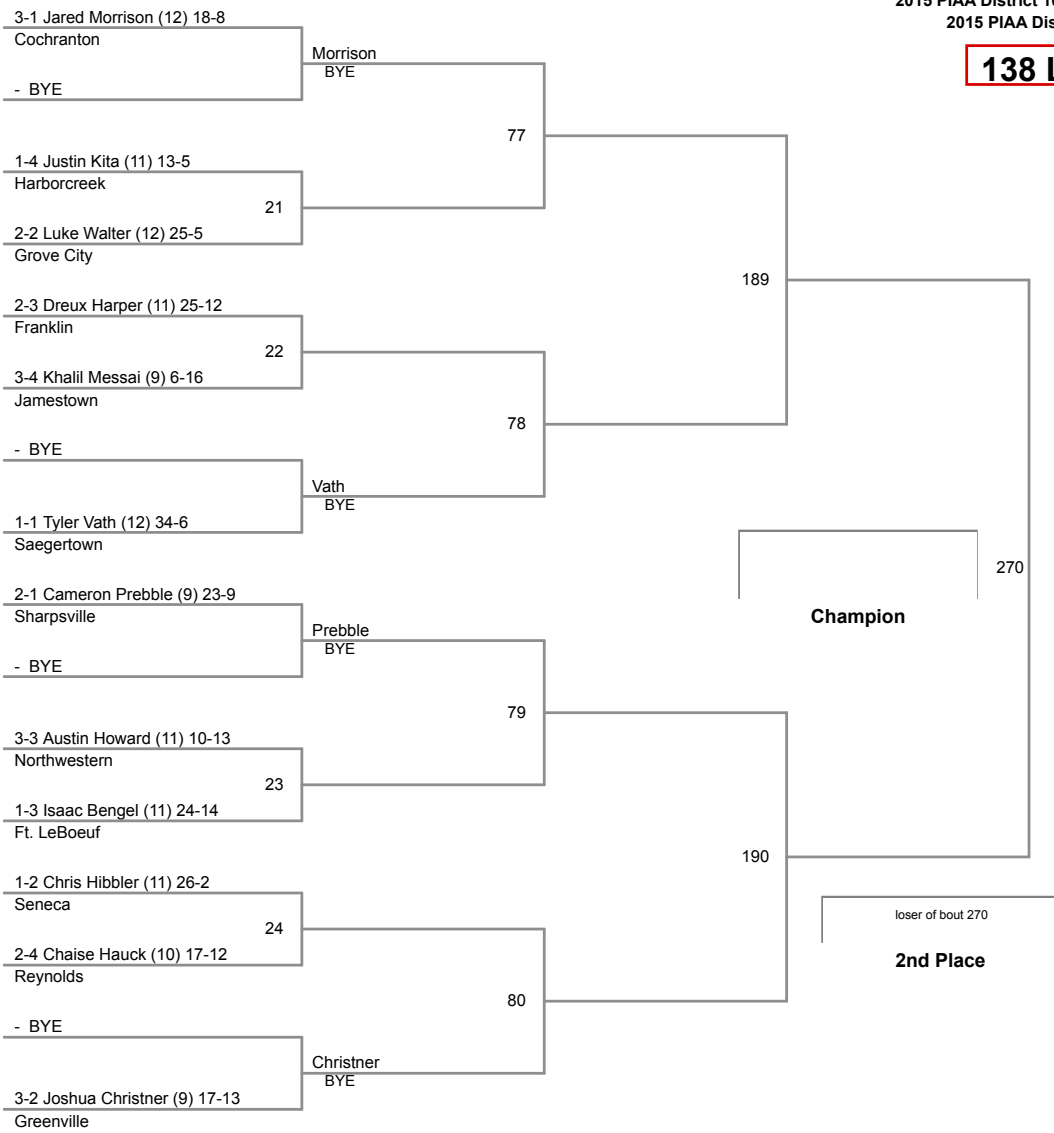 2015 PIAA District 10
2015 PIAA Dis
138 L
3-1 Jared Morrison (12) 18-8
Cochranton
Morrison
BYE
- BYE
77
1-4 Justin Kita (11) 13-5
Harborcreek
21
2-2 Luke Walter (12) 25-5
Grove City
189
2-3 Dreux Harper (11) 25-12
Franklin
22
3-4 Khalil Messai (9) 6-16
Jamestown
78
- BYE
Vath
BYE
1-1 Tyler Vath (12) 34-6
Saegertown
270
Champion
2-1 Cameron Prebble (9) 23-9
Sharpsville
Prebble
BYE
- BYE
79
3-3 Austin Howard (11) 10-13
Northwestern
23
1-3 Isaac Bengel (11) 24-14
Ft. LeBoeuf
190
1-2 Chris Hibbler (11) 26-2
Seneca
24
loser of bout 270
2nd Place
2-4 Chaise Hauck (10) 17-12
Reynolds
80
- BYE
Christner
BYE
3-2 Joshua Christner (9) 17-13
Greenville